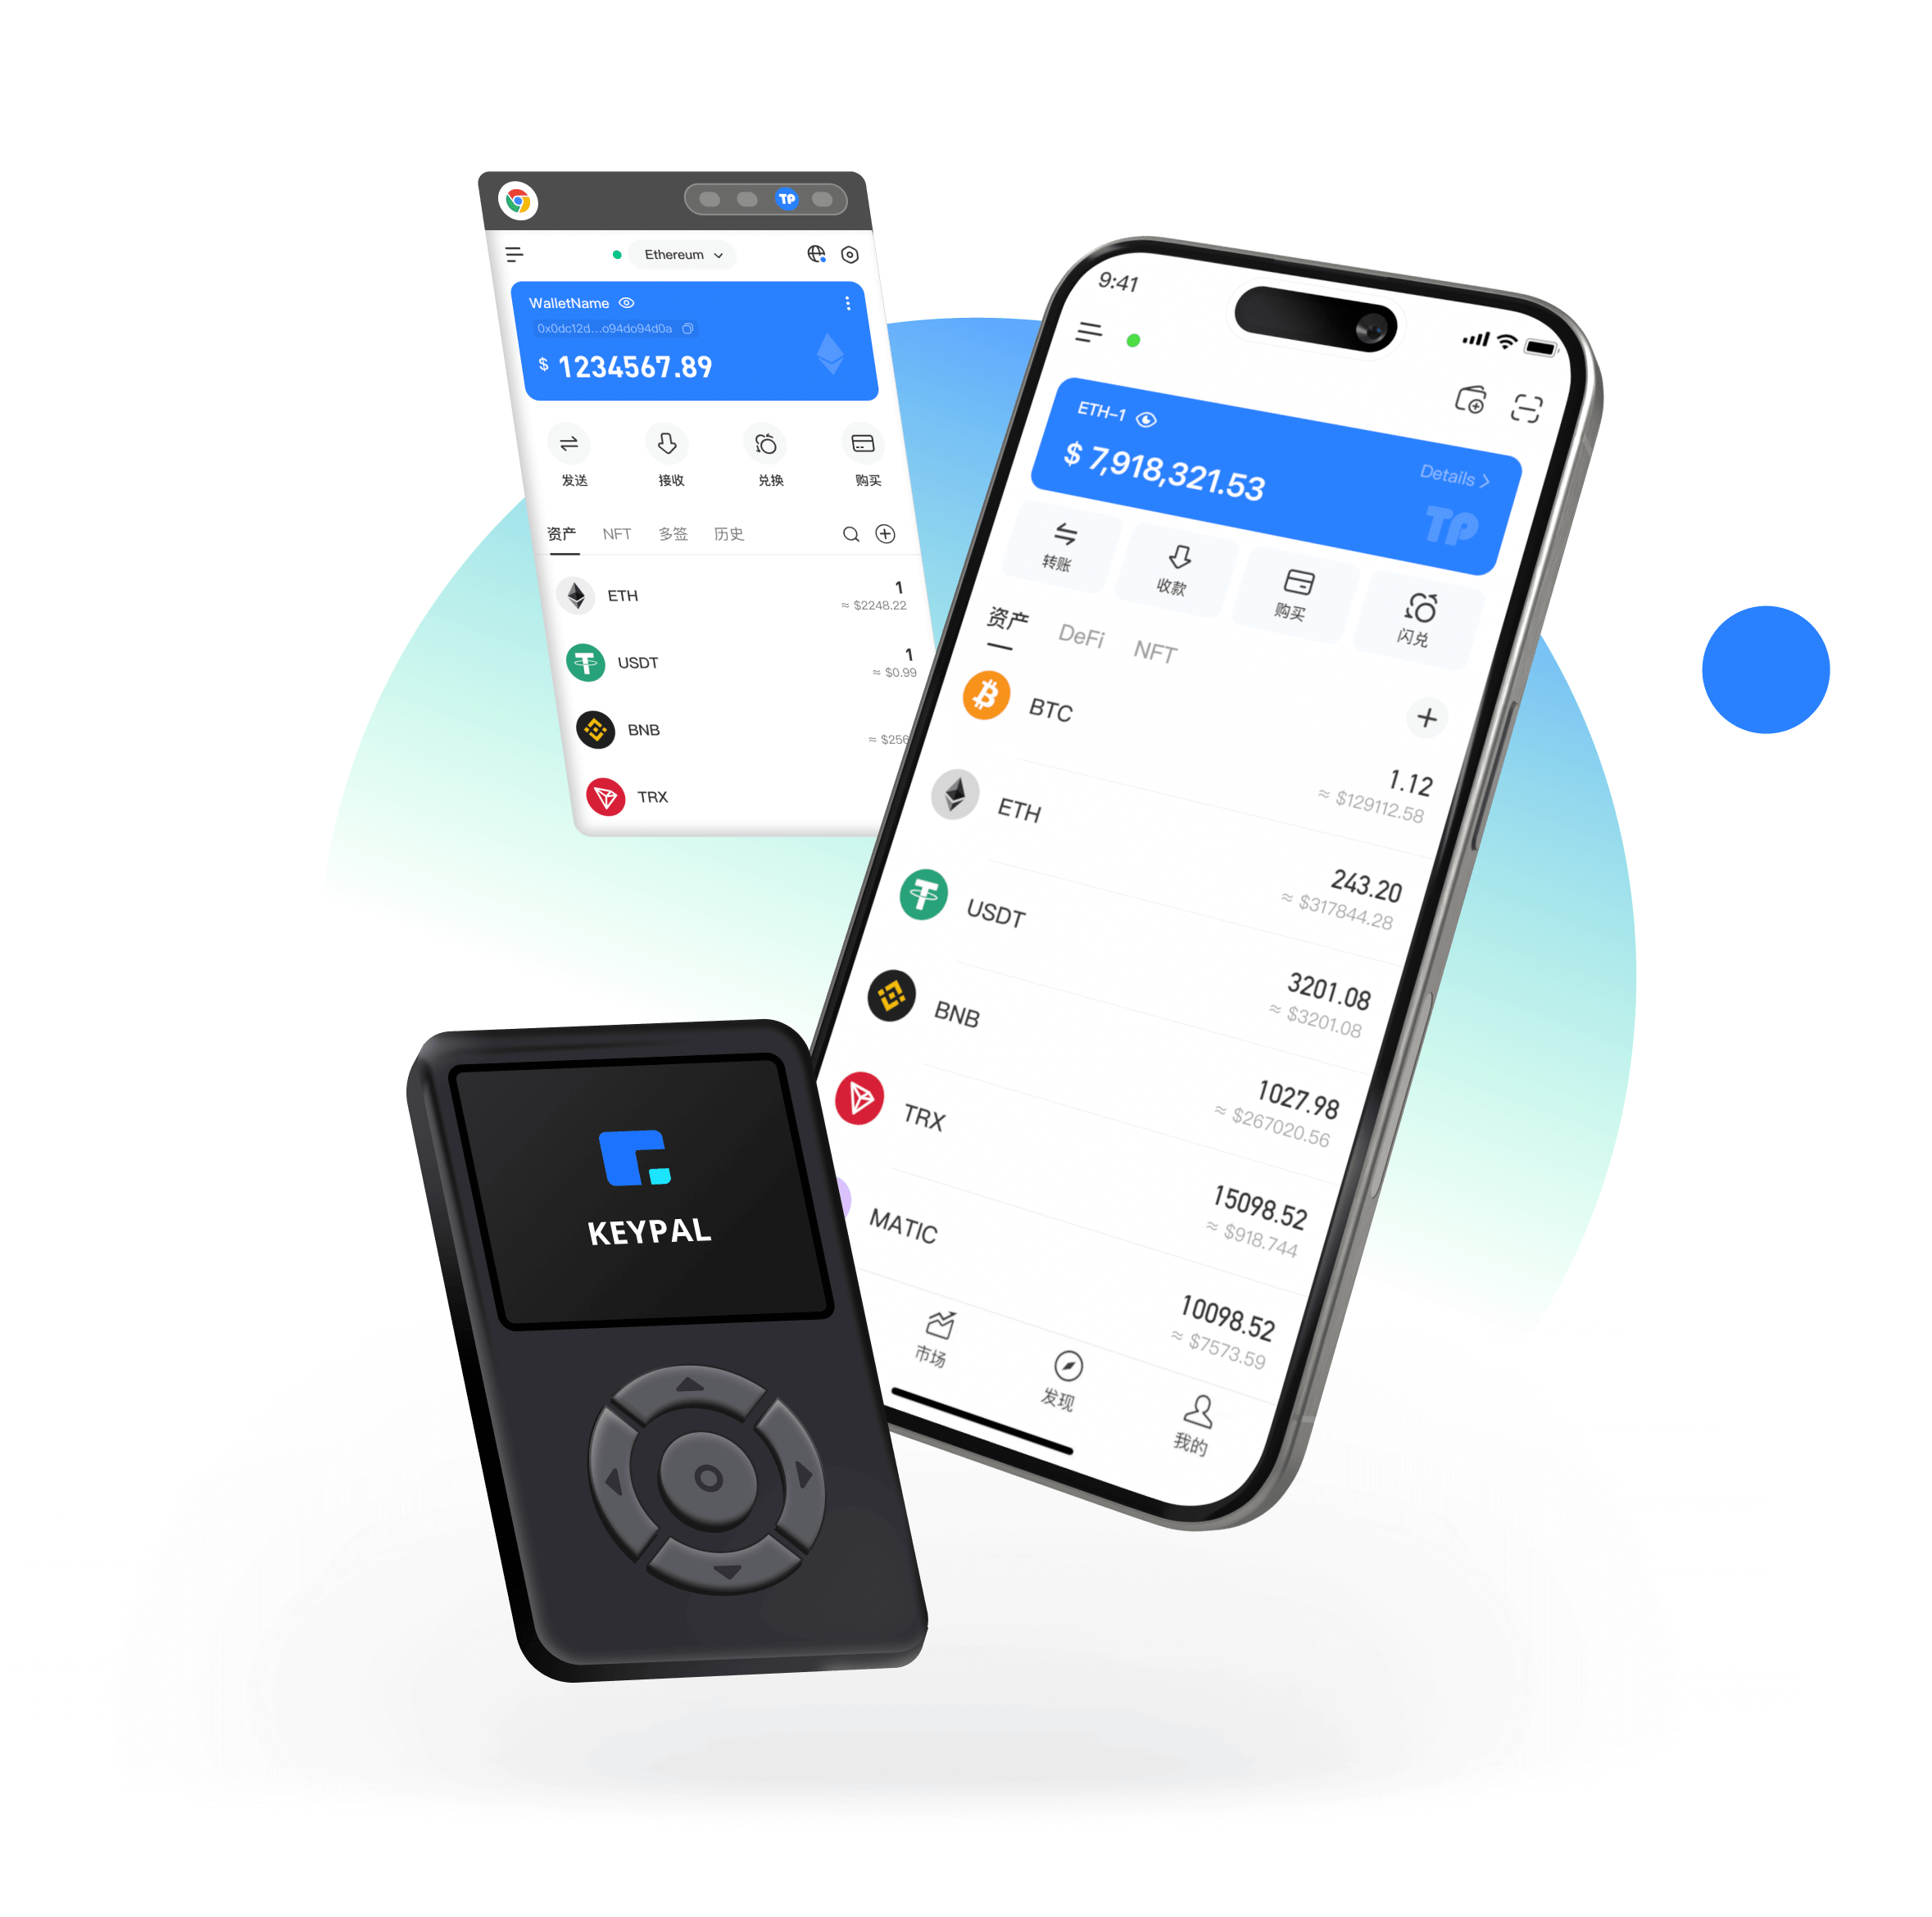 TP
Ethereum
WalletName
0x0dc12d...o94do94d0a
$ 1234567.89
发送 接收 兑换 购买
资产 NFT 多签 历史
ETH 1
≈ $2248.22
USDT 1
≈ $0.99
BNB
≈ $256
TRX
9:41
ETH-1
$ 7,918,321.53
Details
TP
转账 收款 购买 闪兑
资产 DeFi NFT
BTC
1.12
≈ $129112.58
ETH
243.20
≈ $317844.28
USDT
3201.08
≈ $3201.08
BNB
1027.98
≈ $267020.56
TRX
15098.52
≈ $918.744
MATIC
10098.52
≈ $7573.59
市场 发现 我的
KEYPAL